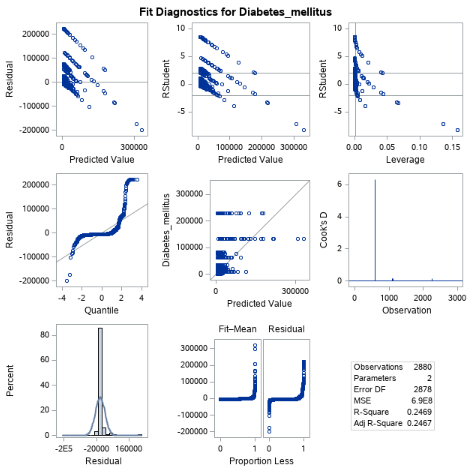 Fit Diagnostics for Diabetes_mellitus
Residual
200000
100000
0
-100000
-200000
0
300000
Predicted Value
RStudent
10
5
0
-5
0
100000
300000
Predicted Value
RStudent
10
5
0
-5
0.00
0.05
0.10
0.15
Leverage
Residual
200000
100000
0
-100000
-200000
-4
-2
0
2
4
Quantile
Diabetes_mellitus
300000
200000
100000
0
0
300000
Predicted Value
Cook's D
6
4
2
0
0
1000
2000
3000
Observation
Percent
80
60
40
20
0
-2E5
-20000
160000
Residual
Fit–Mean
Residual
300000
200000
100000
0
-100000
-200000
0
1
0
1
Proportion Less
Observations 2880
Parameters 2
Error DF 2878
MSE 6.9E8
R-Square 0.2469
Adj R-Square 0.2467